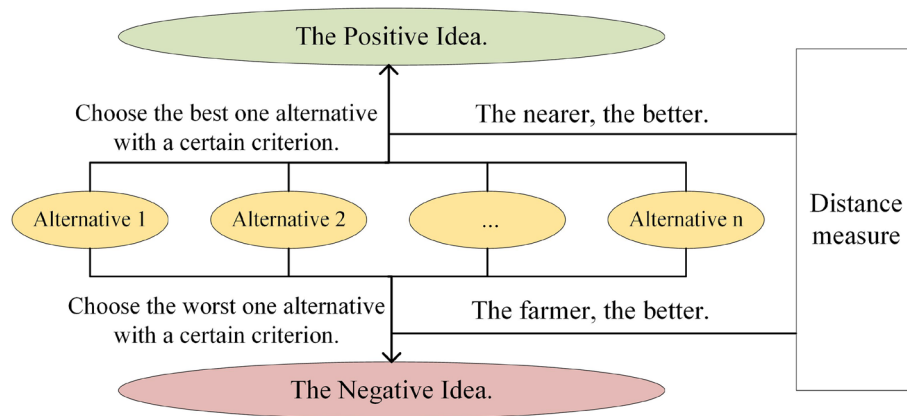 The Positive Idea.
Choose the best one alternative
with a certain criterion.
The nearer, the better.
Alternative 1
Alternative 2
...
Alternative n
Distance
measure
Choose the worst one alternative
with a certain criterion.
The farmer, the better.
The Negative Idea.